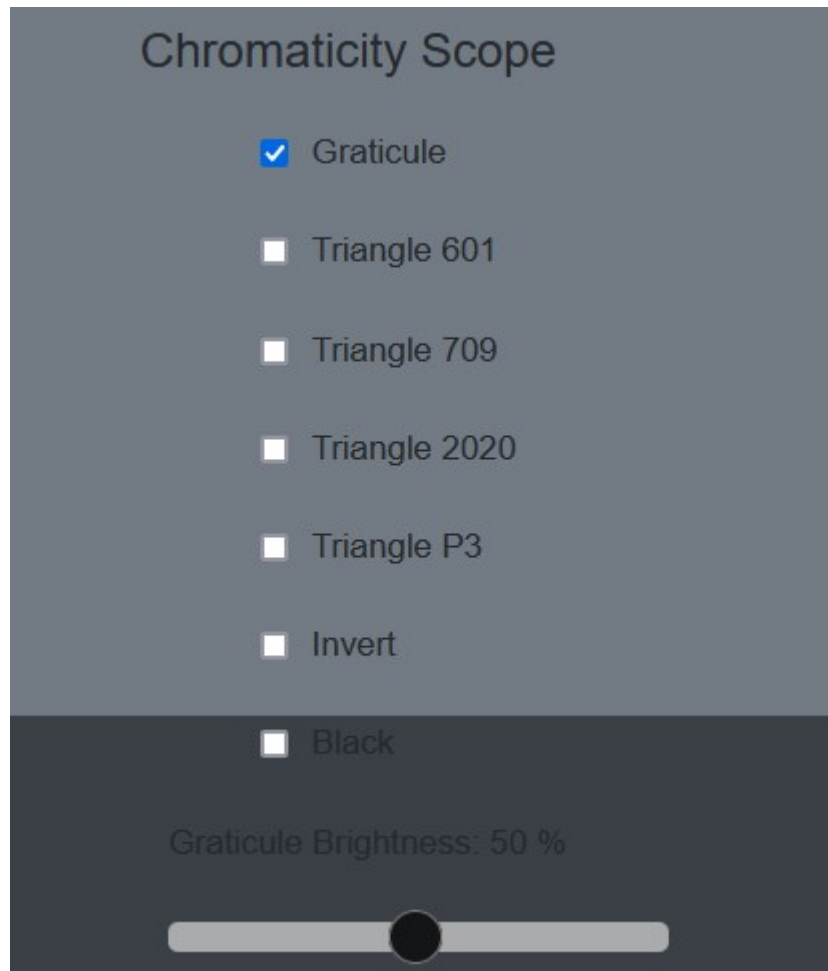 Chromaticity Scope
Graticule
Triangle 601
Triangle 709
Triangle 2020
Triangle P3
Invert
Black
Graticule Brightness: 50 %